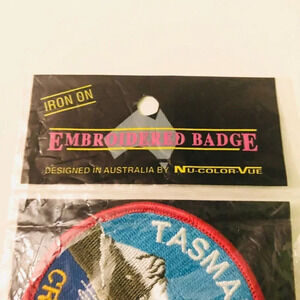 IRON ON
EMBROIDERED BADGE
DESIGNED IN AUSTRALIA BY NU-COLOR-VUE
TASMA
CR